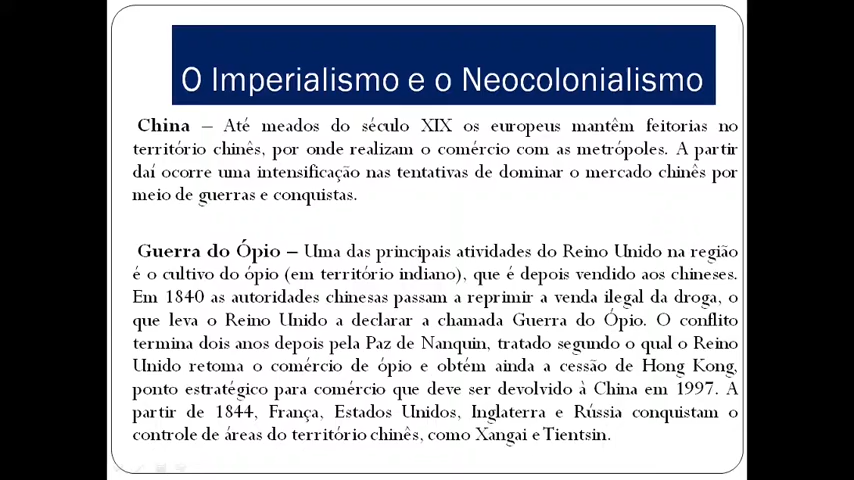 O Imperialismo e o Neocolonialismo
China – Até meados do século XIX os europeus mantêm feitorias no
território chinês, por onde realizam o comércio com as metrópoles. A partir
daí ocorre uma intensificação nas tentativas de dominar o mercado chinês por
meio de guerras e conquistas.
Guerra do Ópio – Uma das principais atividades do Reino Unido na região
é o cultivo do ópio (em território indiano), que é depois vendido aos chineses.
Em 1840 as autoridades chinesas passam a reprimir a venda ilegal da droga, o
que leva o Reino Unido a declarar a chamada Guerra do Ópio. O conflito
termina dois anos depois pela Paz de Nanquin, tratado segundo o qual o Reino
Unido retoma o comércio de ópio e obtém ainda a cessão de Hong Kong,
ponto estratégico para comércio que deve ser devolvido à China em 1997. A
partir de 1844, França, Estados Unidos, Inglaterra e Rússia conquistam o
controle de áreas do território chinês, como Xangai e Tientsin.